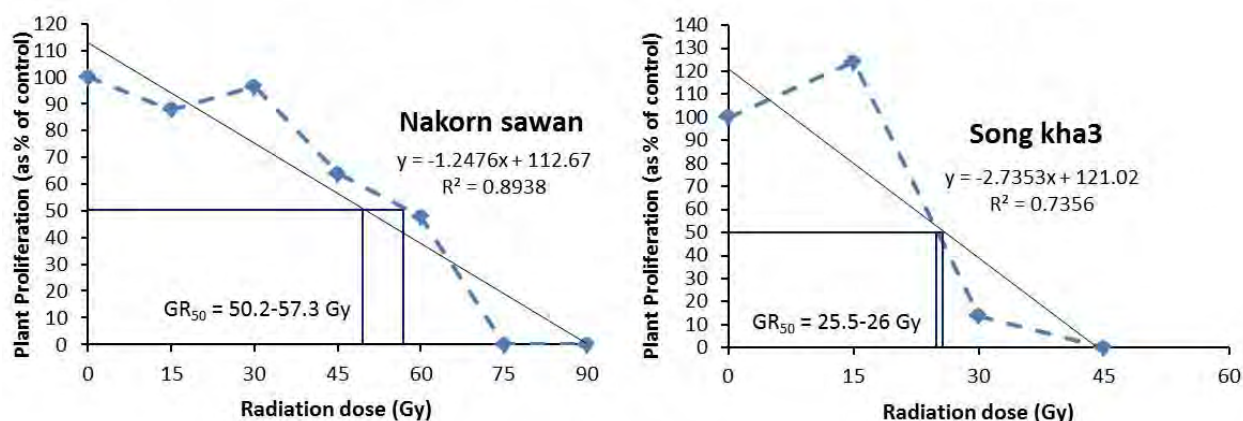 Plant Proliferation (as % of control)
120
110
100
90
80
70
60
50
40
30
20
10
0
0 15 30 45 60 75 90
Radiation dose (Gy)
Nakorn sawan
y = -1.2476x + 112.67
R² = 0.8938
GR₅₀ = 50.2-57.3 Gy
Plant Proliferation (as % of control)
140
130
120
110
100
90
80
70
60
50
40
30
20
10
0
0 15 30 45 60
Radiation dose (Gy)
Song kha3
y = -2.7353x + 121.02
R² = 0.7356
GR₅₀ = 25.5-26 Gy